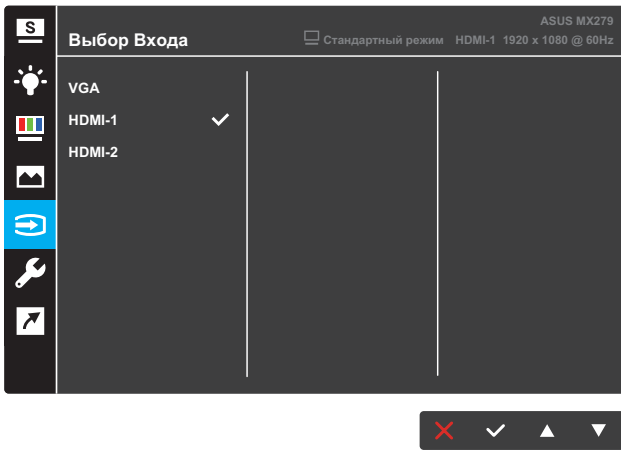 S
ASUS MX279
Выбор Входа
Стандартный режим HDMI-1 1920 x 1080 @ 60Hz
VGA
HDMI-1
HDMI-2